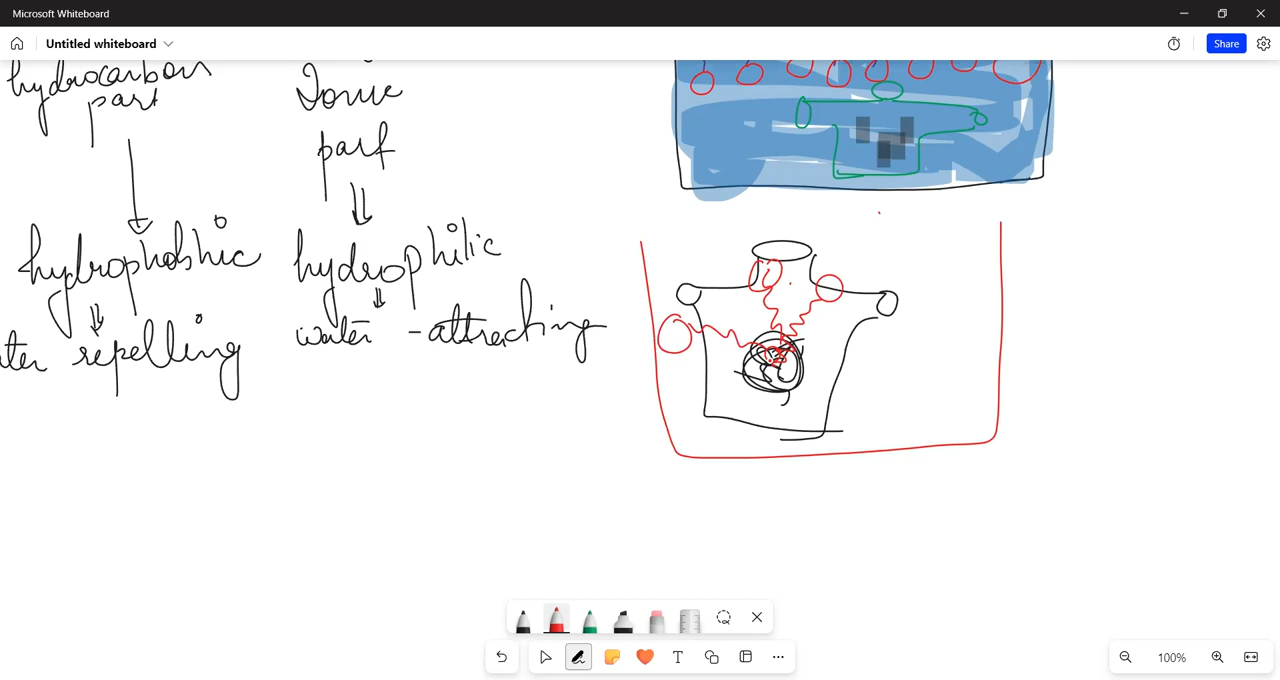 Microsoft Whiteboard
Untitled whiteboard
Share
hydrocarbon
part
Ionic
part
hydrophobic
hydrophilic
repelling
water - attracting
100%